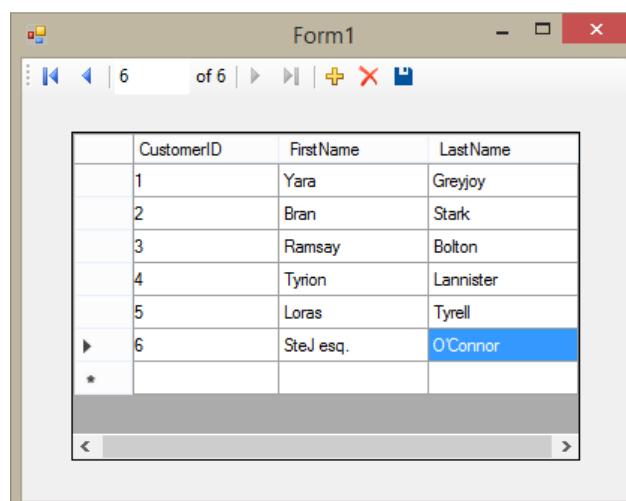 Form1
6 of 6
CustomerID FirstName LastName
1 Yara Greyjoy
2 Bran Stark
3 Ramsay Bolton
4 Tyrion Lannister
5 Loras Tyrell
6 SteJ esq. O'Connor